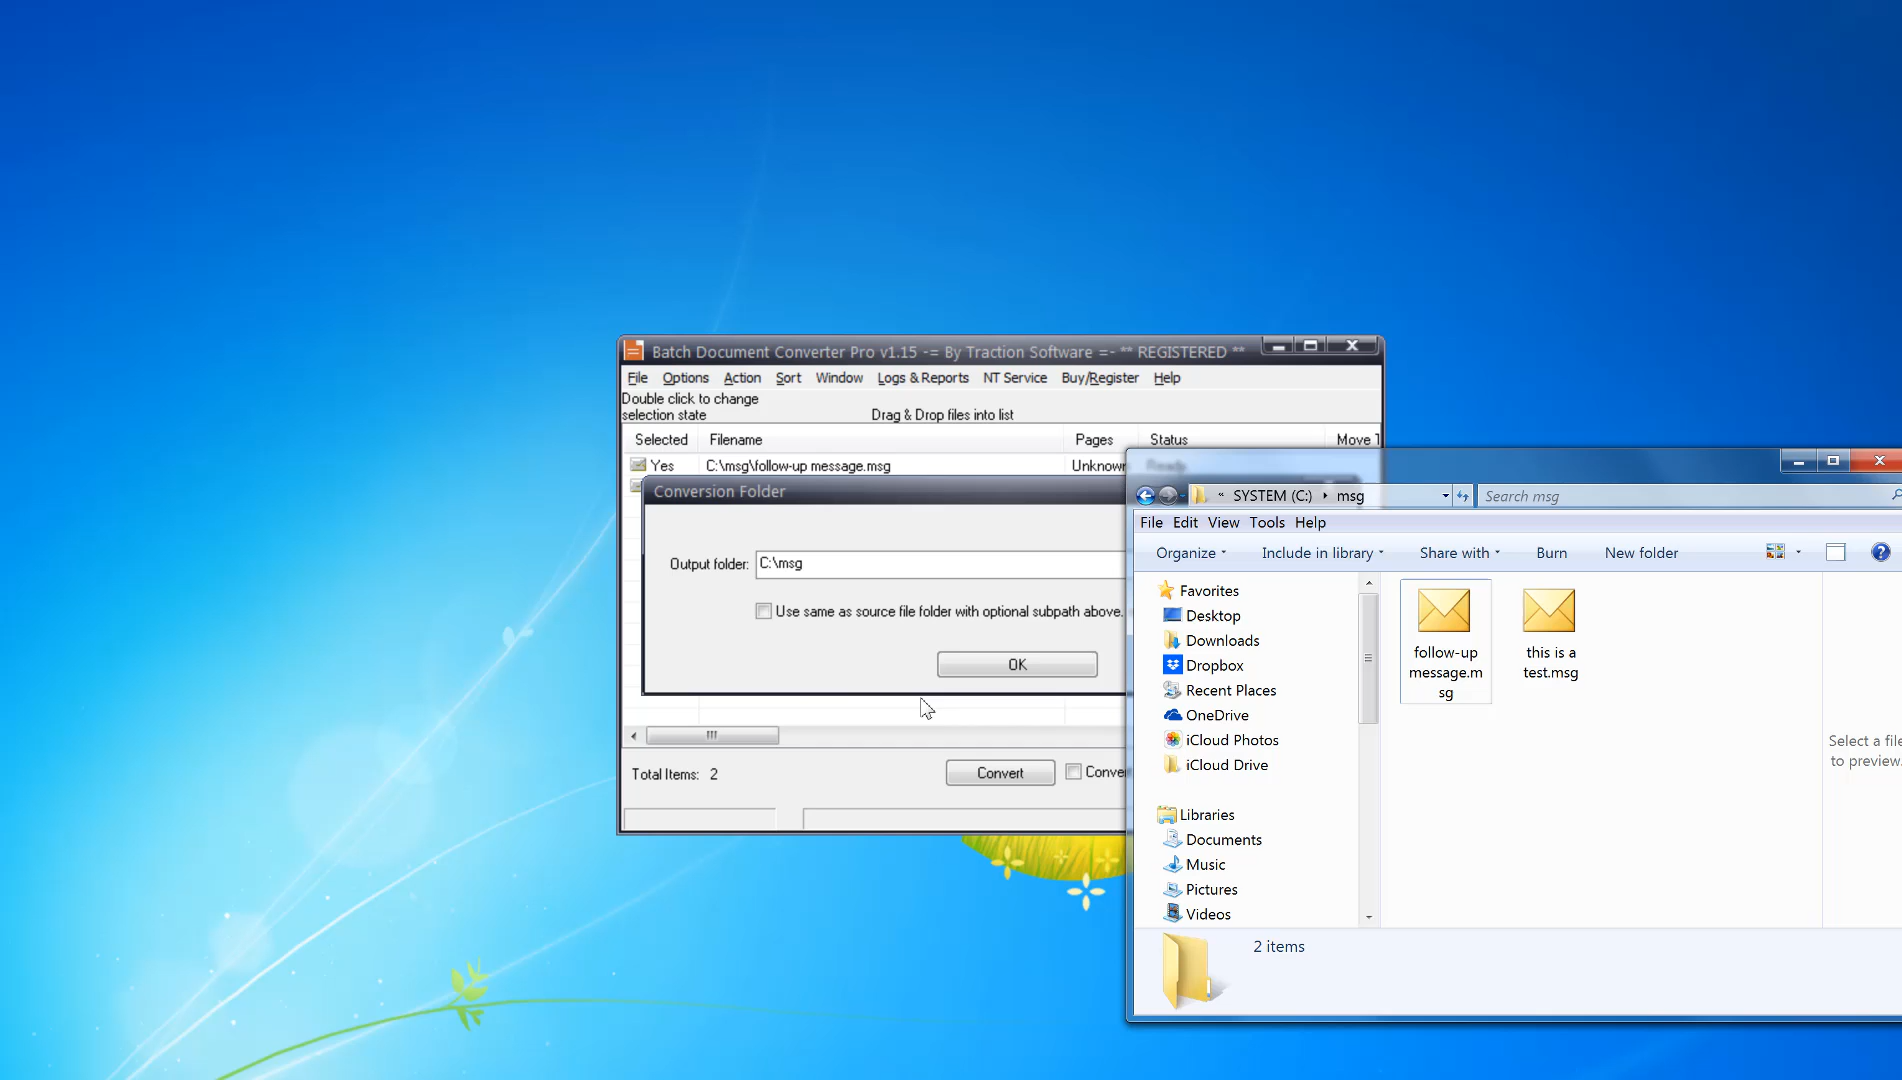 Batch Document Converter Pro v1.15 -= By Traction Software =- ** REGISTERED **
File Options Action Sort Window Logs & Reports NT Service Buy/Register Help
Double click to change
selection state
Drag & Drop files into list
Selected Filename Pages Status Move T
Yes C:\msg\follow-up message.msg Unknown Ready
Conversion Folder
Output folder: C:\msg
Use same as source file folder with optional subpath above.
OK
Total Items: 2
Convert
Conve
« SYSTEM (C:) msg
Search msg
File Edit View Tools Help
Organize Include in library Share with Burn New folder
Favorites
Desktop
Downloads
Dropbox
Recent Places
OneDrive
iCloud Photos
iCloud Drive
Libraries
Documents
Music
Pictures
Videos
follow-up
message.m
sg
this is a
test.msg
Select a file
to preview.
2 items